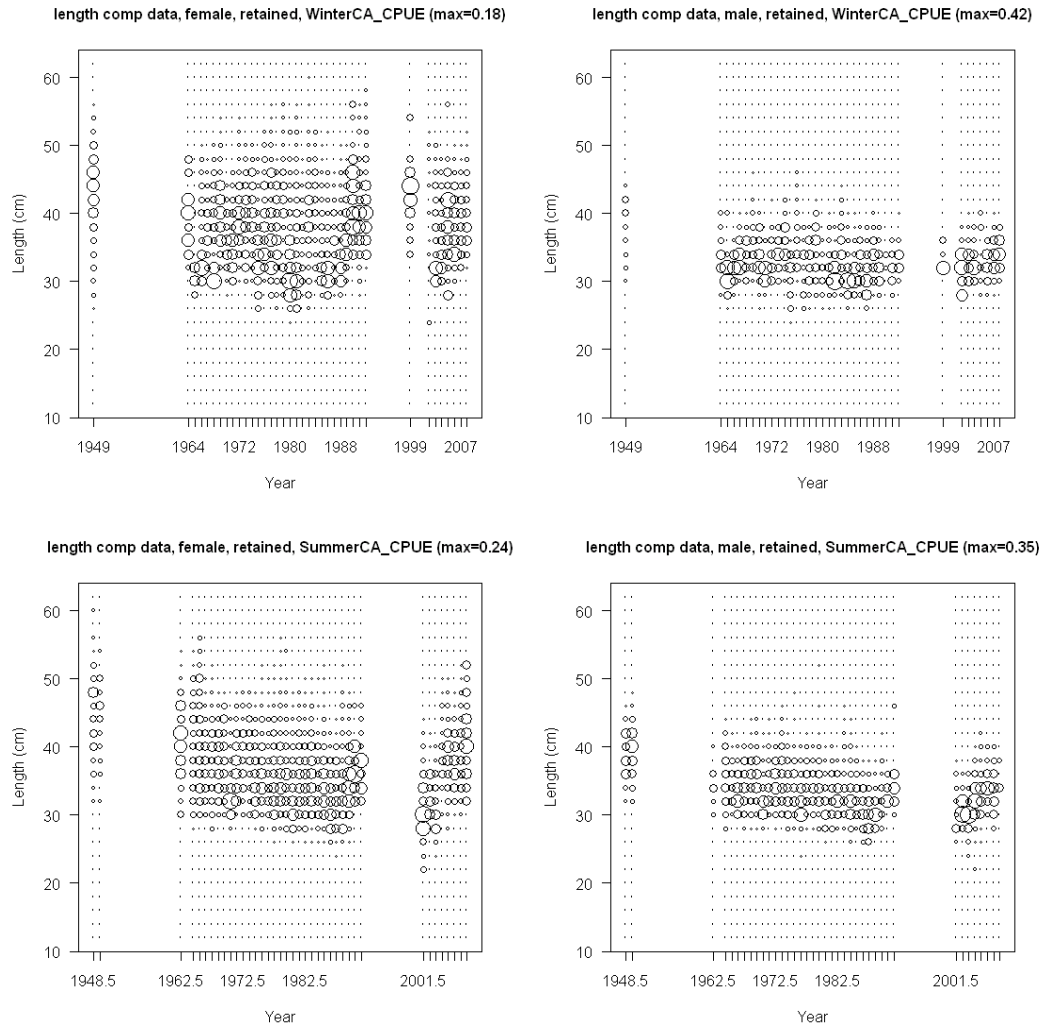 length comp data, female, retained, WinterCA_CPUE (max=0.18)
60
50
40
30
20
10
Length (cm)
1949 1964 1972 1980 1988 1999 2007
Year
length comp data, male, retained, WinterCA_CPUE (max=0.42)
60
50
40
30
20
10
Length (cm)
1949 1964 1972 1980 1988 1999 2007
Year
length comp data, female, retained, SummerCA_CPUE (max=0.24)
60
50
40
30
20
10
Length (cm)
1948.5 1962.5 1972.5 1982.5 2001.5
Year
length comp data, male, retained, SummerCA_CPUE (max=0.35)
60
50
40
30
20
10
Length (cm)
1948.5 1962.5 1972.5 1982.5 2001.5
Year